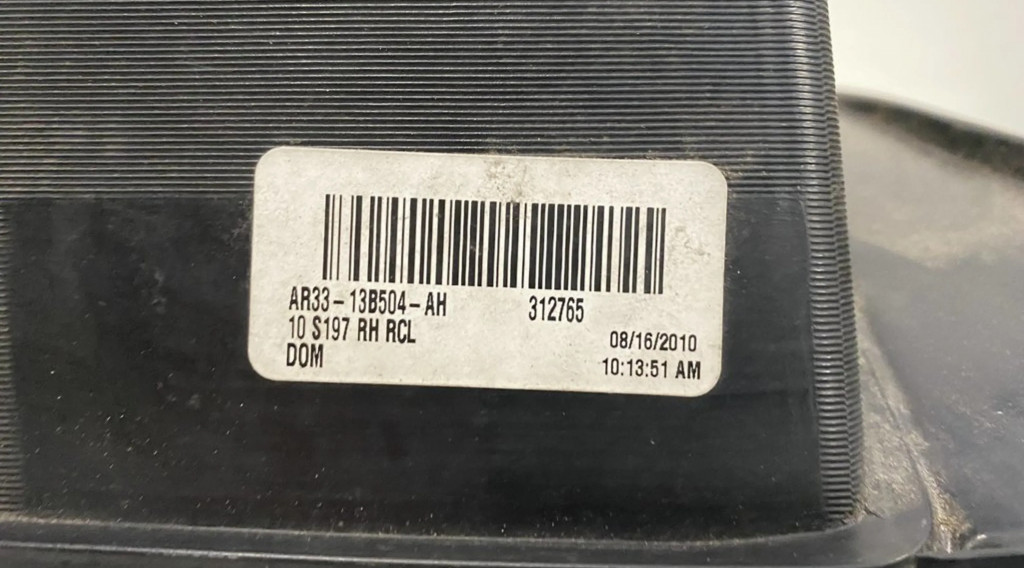 AR33-13B504-AH 312765
10 S197 RH RCL 08/16/2010
DOM 10:13:51 AM